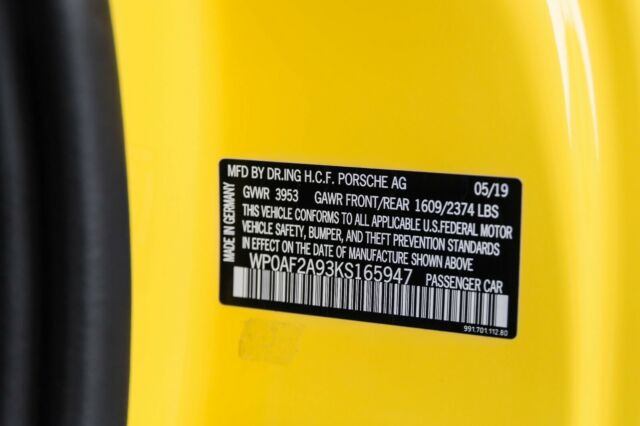 MFD BY DR.ING H.C.F. PORSCHE AG 05/19
GVWR 3953 GAWR FRONT/REAR 1609/2374 LBS
THIS VEHICLE CONFORMS TO ALL APPLICABLE U.S.FEDERAL MOTOR
VEHICLE SAFETY, BUMPER, AND THEFT PREVENTION STANDARDS
IN EFFECT ON THE DATE OF MANUFACTURE SHOWN ABOVE
WP0AF2A93KS165947 PASSENGER CAR
MADE IN GERMANY
991.701.112.80